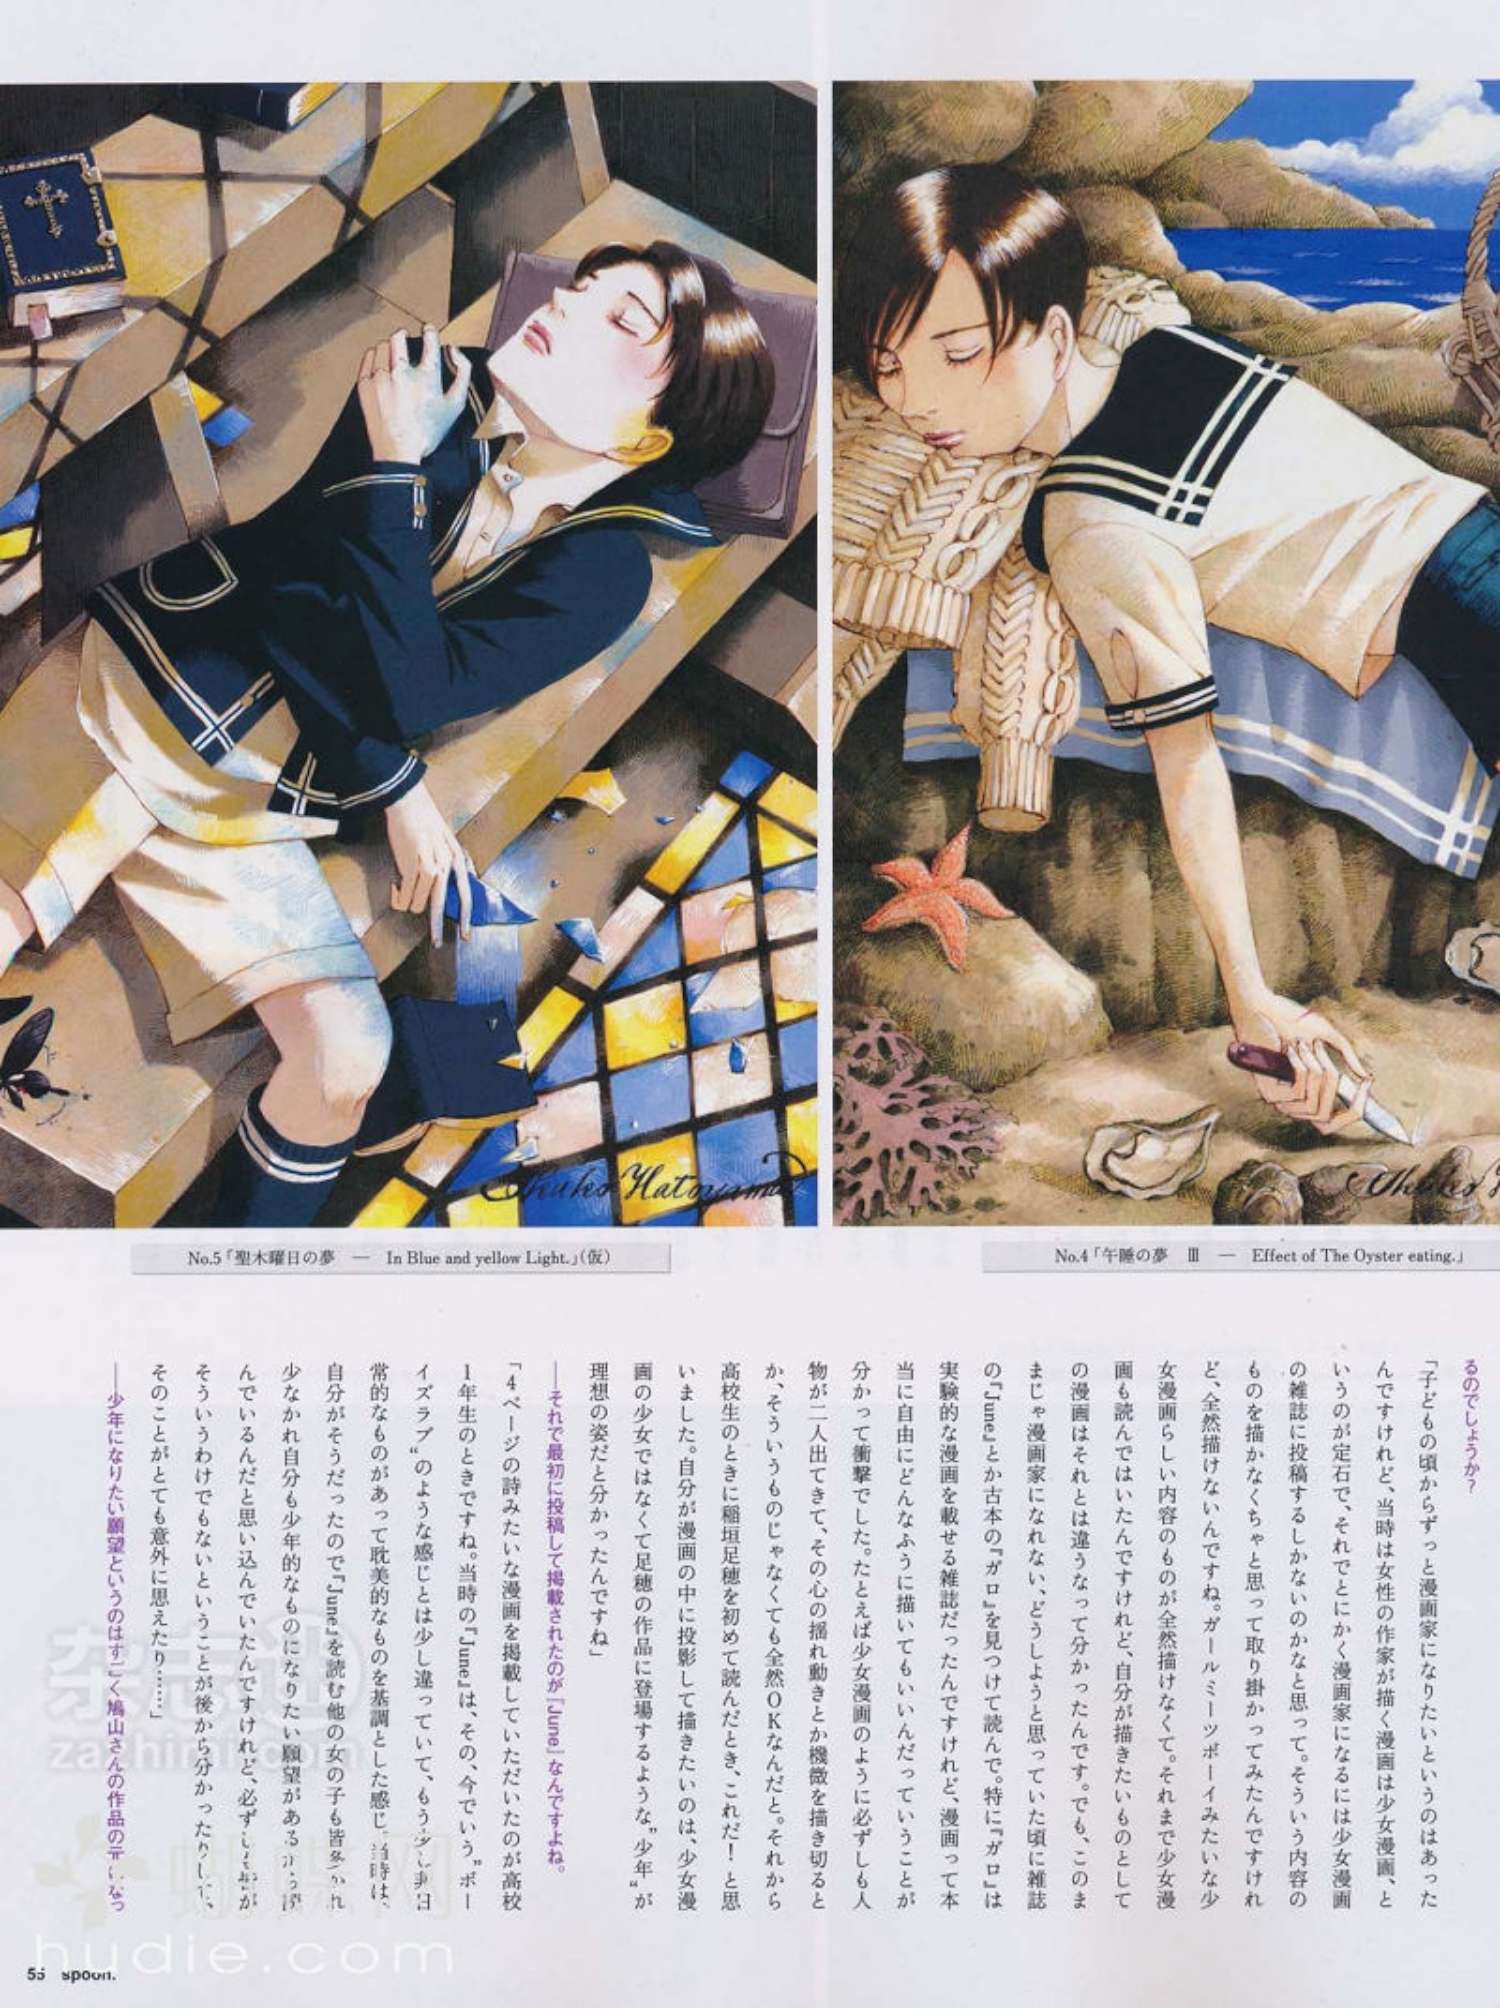 Ikuko Hatoyama
No.5「聖木曜日の夢　―　In Blue and yellow Light.」（仮）
No.4「午睡の夢　Ⅲ　―　Effect of The Oyster eating.」
るのでしょうか？
「子どもの頃からずっと漫画家になりたいというのはあった
んですけれど、当時は女性の作家が描く漫画は少女漫画、と
いうのが定石で、それでとにかく漫画家になるには少女漫画
の雑誌に投稿するしかないのかなと思って。そういう内容の
ものを描かなくちゃと思って取り掛かってみたんですけれ
ど、全然描けないんですね。ガールミーツボーイみたいな少
女漫画らしい内容のものが全然描けなくて。それまで少女漫
画も読んではいたんですけれど、自分が描きたいものとして
の漫画はそれとは違うなって分かったんです。でも、このま
まじゃ漫画家になれない、どうしようと思っていた頃に雑誌
の『June』とか古本の『ガロ』を見つけて読んで。特に『ガロ』は
実験的な漫画を載せる雑誌だったんですけれど、漫画って本
当に自由にどんなふうに描いてもいいんだっていうことが
分かって衝撃でした。たとえば少女漫画のように必ずしも人
物が二人出てきて、その心の揺れ動きとか機微を描き切ると
か、そういうものじゃなくても全然OKなんだと。それから
高校生のときに稲垣足穂を初めて読んだとき、これだ！と思
いました。自分が漫画の中に投影して描きたいのは、少女漫
画の少女ではなくて足穂の作品に登場するような“少年”が
理想の姿だと分かったんですね」
――それで最初に投稿して掲載されたのが『June』なんですよね。
「4ページの詩みたいな漫画を掲載していただいたのが高校
1年生のときですね。当時の『June』は、その、今でいう“ボー
イズラブ”のような感じとは少し違っていて、もう少し非日
常的なものがあって耽美的なものを基調とした感じ。当時は、
自分がそうだったので『June』を読む他の女の子も皆多かれ
少なかれ自分も少年的なものになりたい願望があるから読
んでいるんだと思い込んでいたんですけれど、必ずしも皆が
そういうわけでもないということが後から分かったりして、
そのことがとても意外に思えたり……」
――少年になりたい願望というのはすごく鳩山さんの作品の元になっ
杂志迷
zazhimi.com
蝴蝶网
hudie.com
55 spoon.